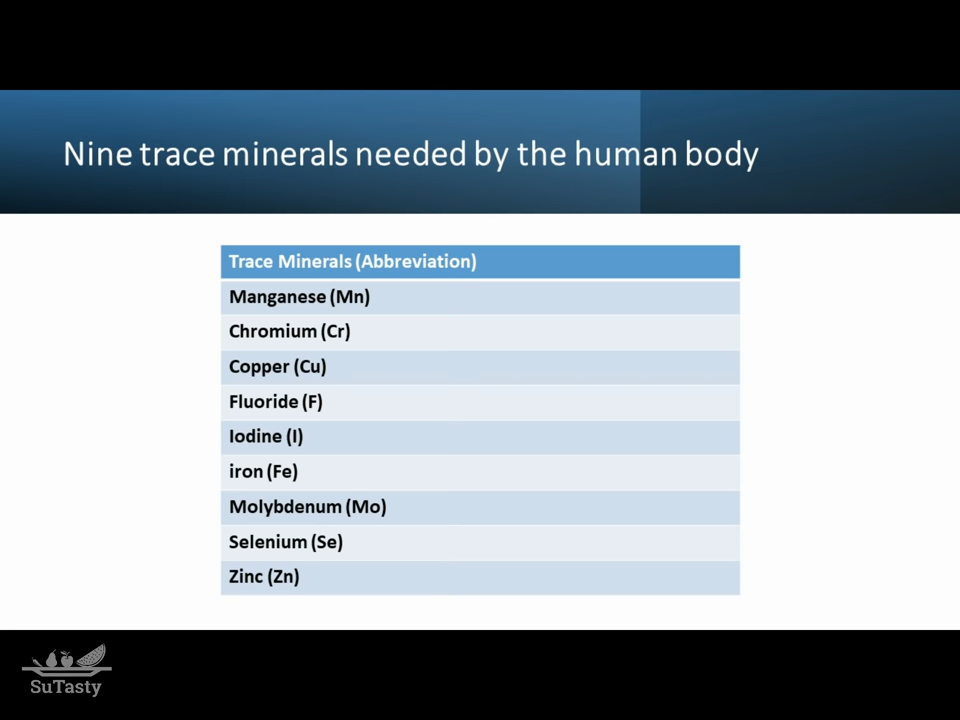 Nine trace minerals needed by the human body
Trace Minerals (Abbreviation)
Manganese (Mn)
Chromium (Cr)
Copper (Cu)
Fluoride (F)
Iodine (I)
iron (Fe)
Molybdenum (Mo)
Selenium (Se)
Zinc (Zn)
SuTasty